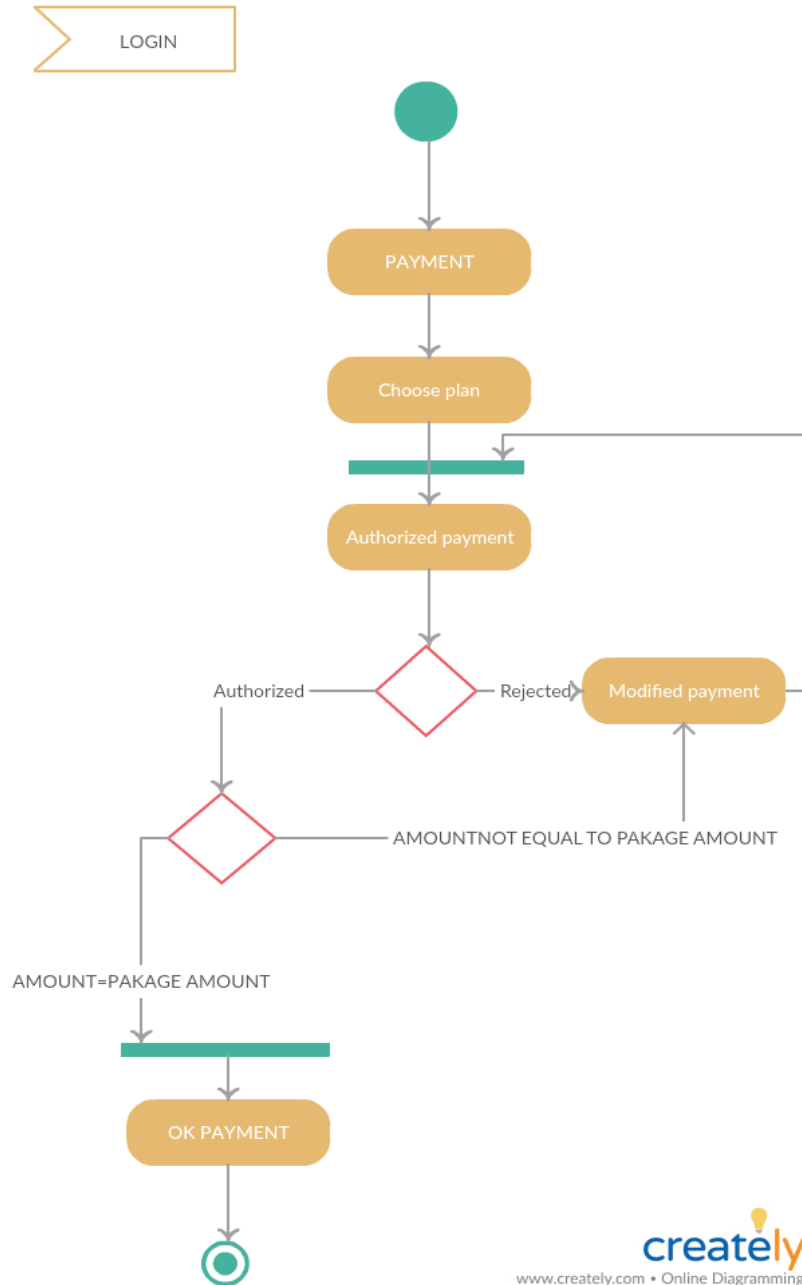 LOGIN
PAYMENT
Choose plan
Authorized payment
Authorized
Rejected
Modified payment
AMOUNTNOT EQUAL TO PAKAGE AMOUNT
AMOUNT=PAKAGE AMOUNT
OK PAYMENT
creately
www.creately.com • Online Diagramming